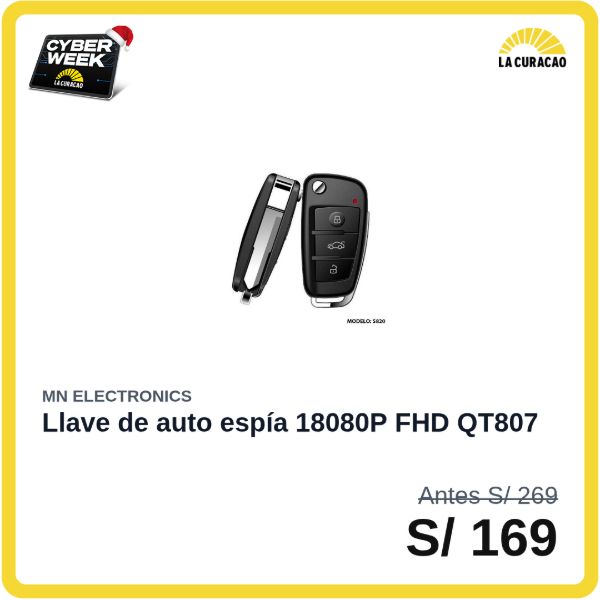 CYBER
WEEK
LA CURACAO
LA CURACAO
MODELO: S820
MN ELECTRONICS
Llave de auto espía 18080P FHD QT807
Antes S/ 269
S/ 169